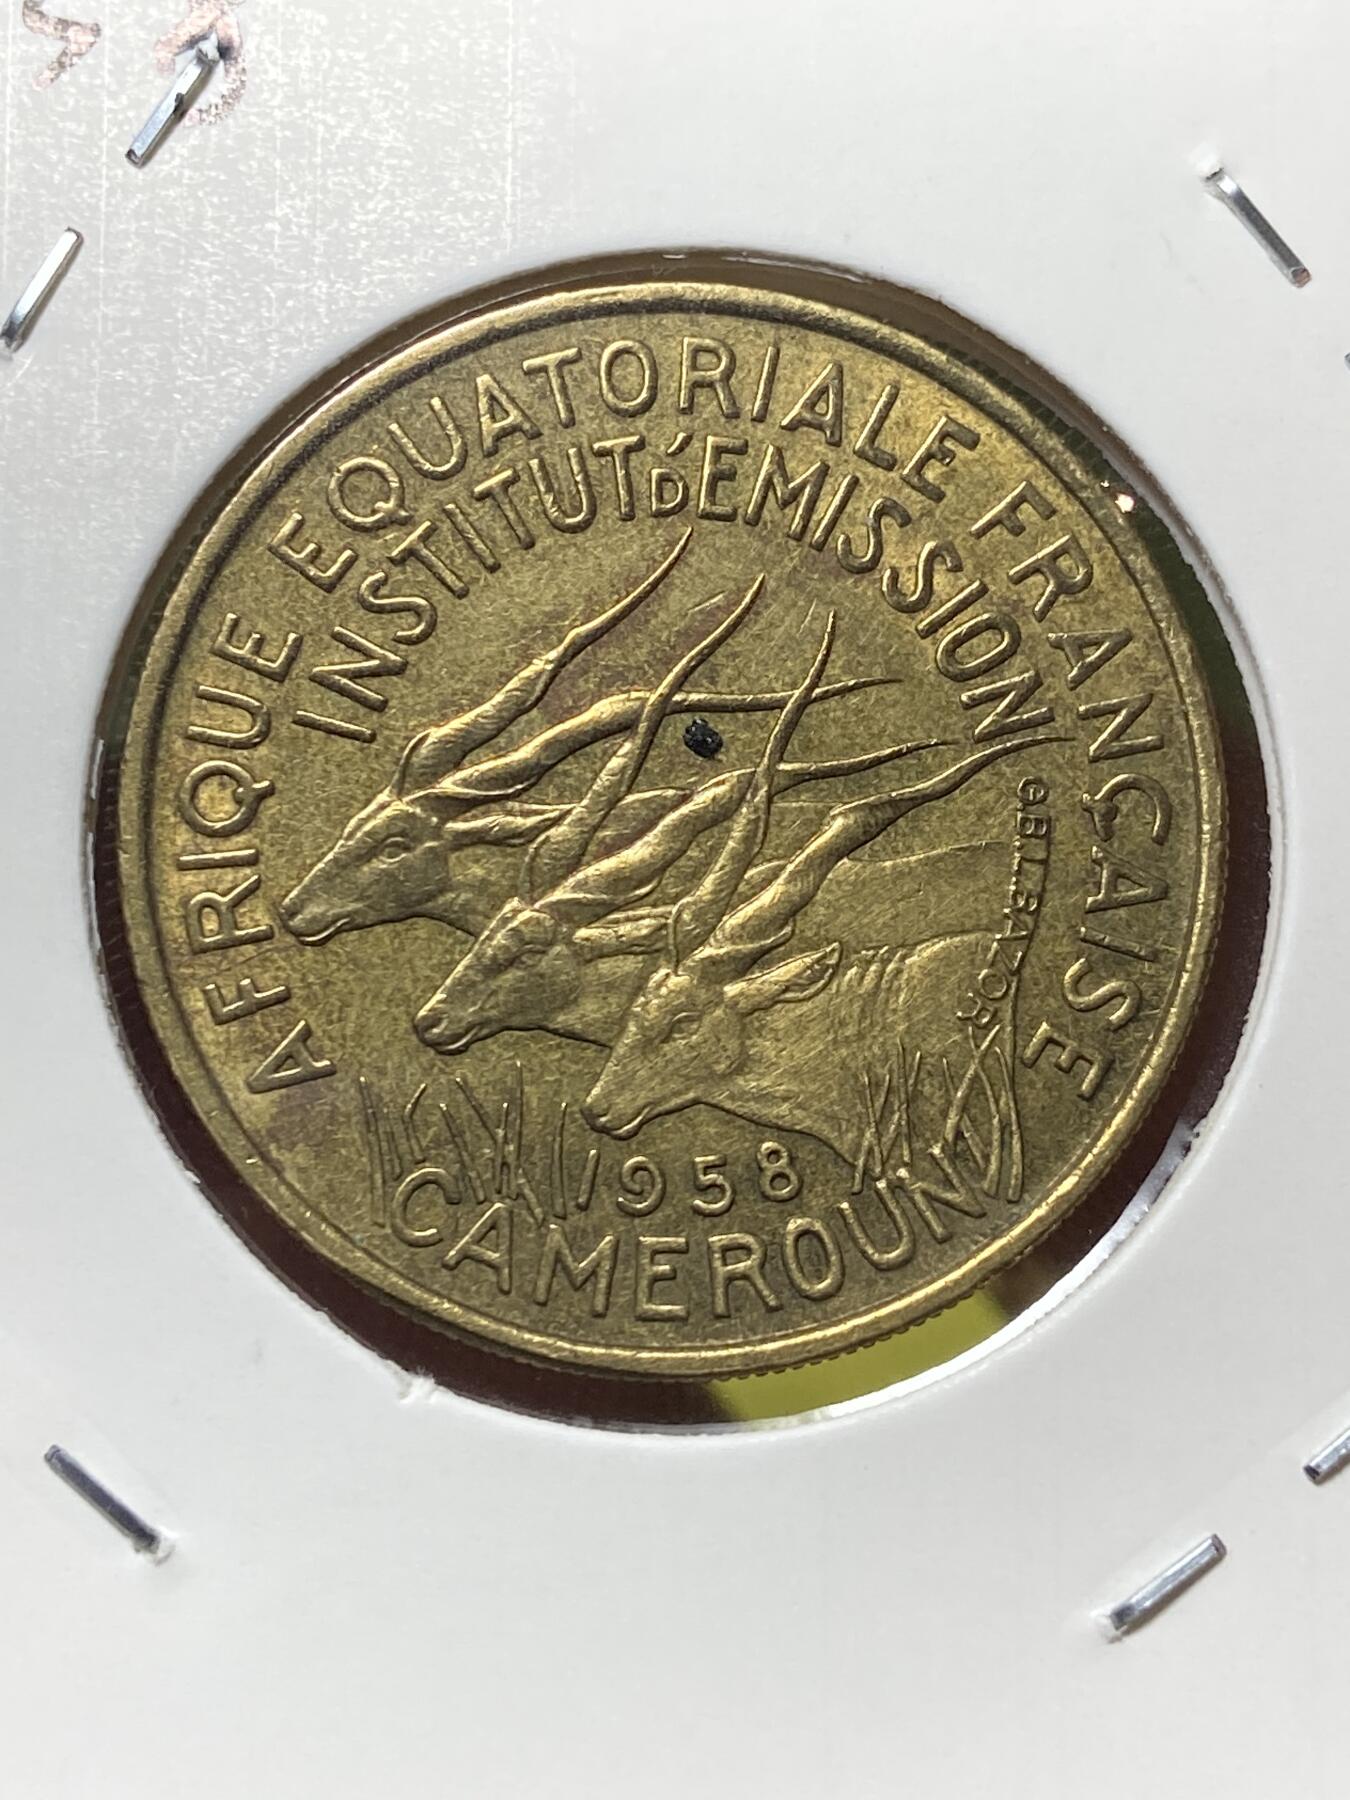 AFRIQUE EQUATORIALE FRANÇAISE
INSTITUT D'EMISSION
G.B.L.BAZOR
1958
CAMEROUN